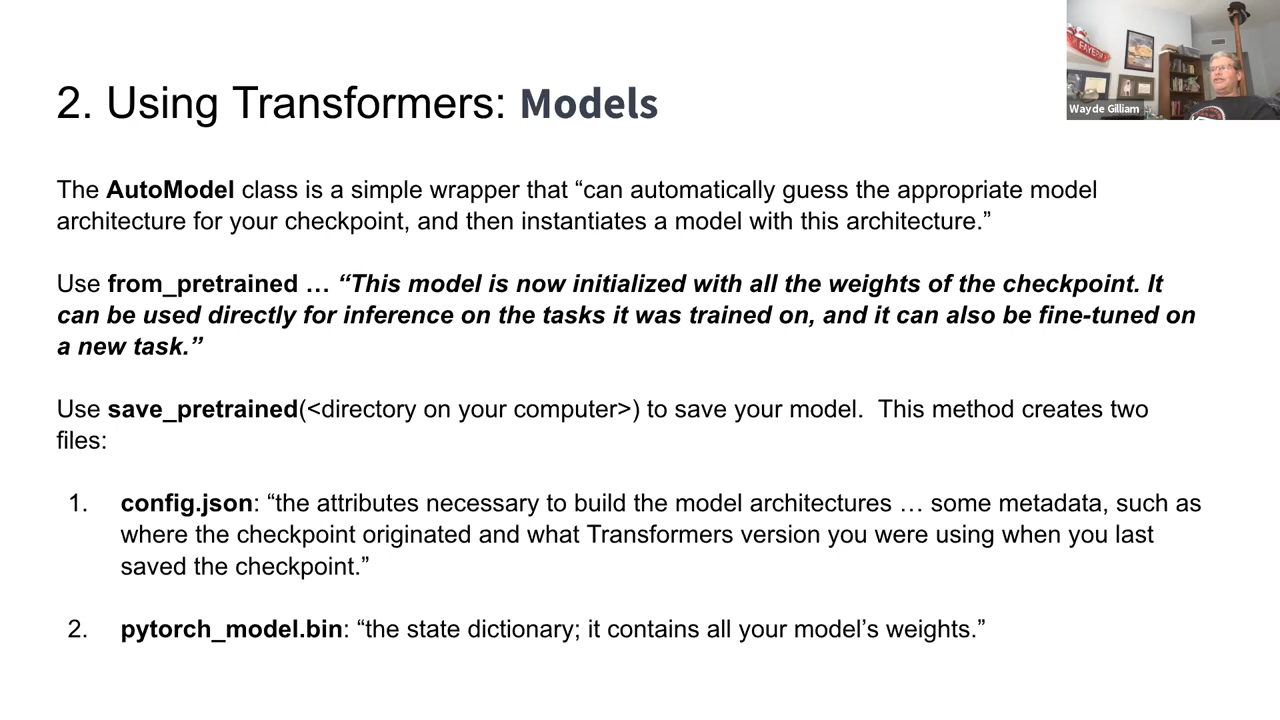 2. Using Transformers: Models
FAYERN
Wayde Gilliam
The AutoModel class is a simple wrapper that “can automatically guess the appropriate model
architecture for your checkpoint, and then instantiates a model with this architecture.”
Use from_pretrained … “This model is now initialized with all the weights of the checkpoint. It
can be used directly for inference on the tasks it was trained on, and it can also be fine-tuned on
a new task.”
Use save_pretrained(<directory on your computer>) to save your model.  This method creates two
files:
1. config.json: “the attributes necessary to build the model architectures … some metadata, such as
where the checkpoint originated and what Transformers version you were using when you last
saved the checkpoint.”
2. pytorch_model.bin: “the state dictionary; it contains all your model’s weights.”